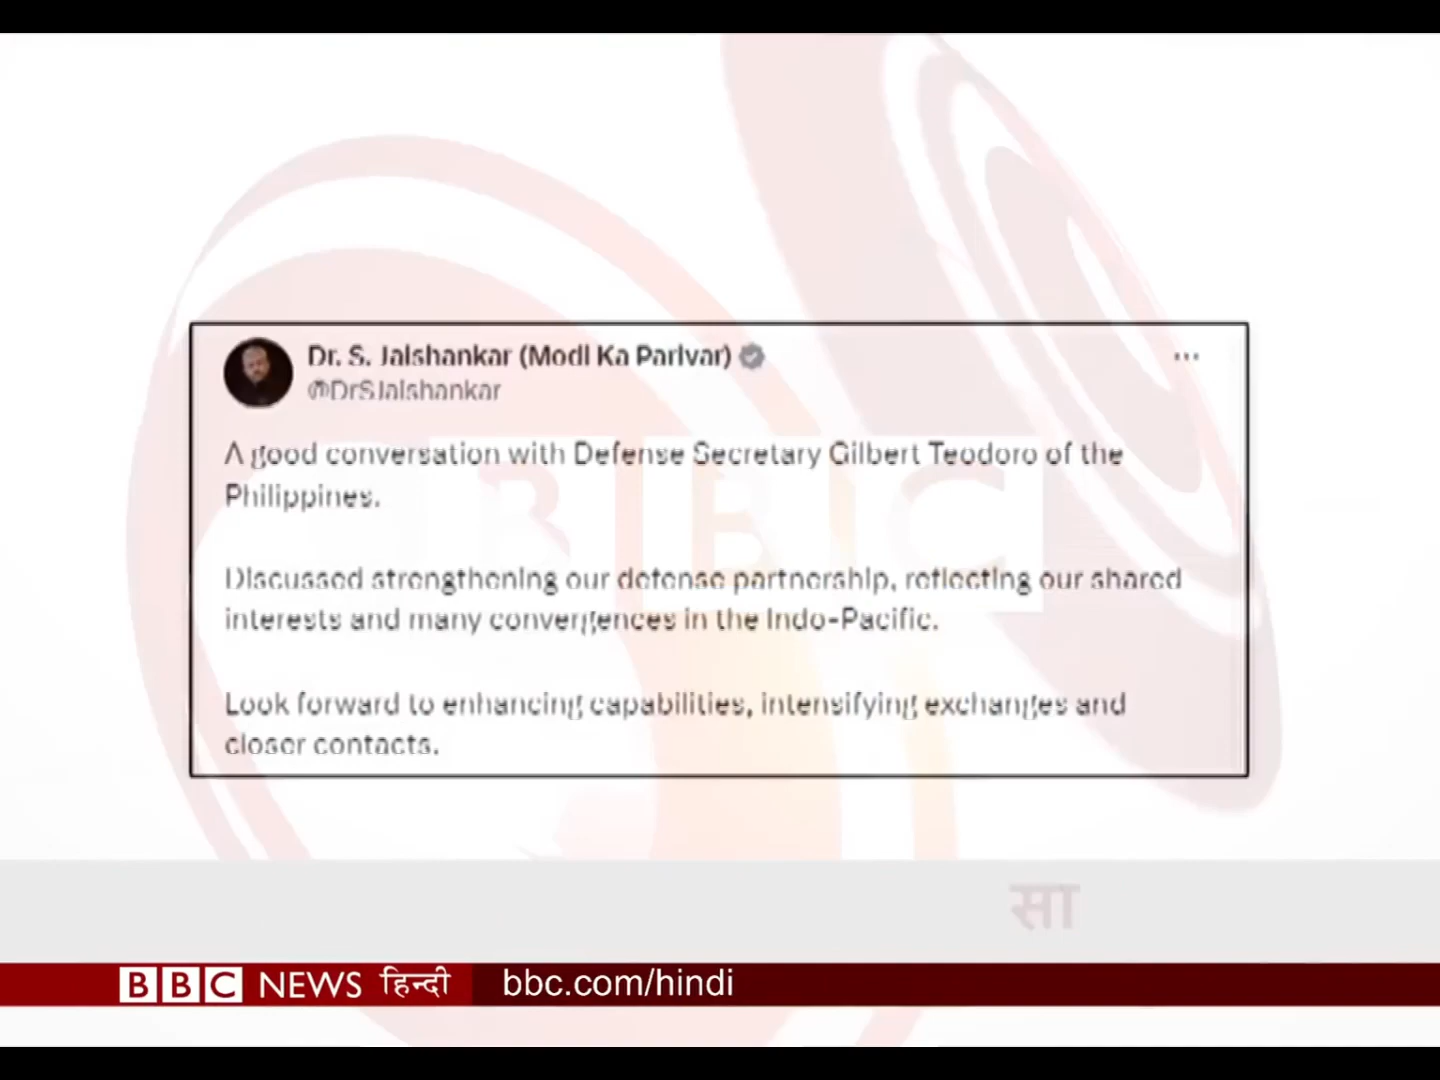 Dr. S. Jaishankar (Modi Ka Parivar)
@DrSJaishankar
A good conversation with Defense Secretary Gilbert Teodoro of the
Philippines.
Discussed strengthening our defense partnership, reflecting our shared
interests and many convergences in the Indo-Pacific.
Look forward to enhancing capabilities, intensifying exchanges and
closer contacts.
BBC
सा
BBC NEWS हिन्दी bbc.com/hindi